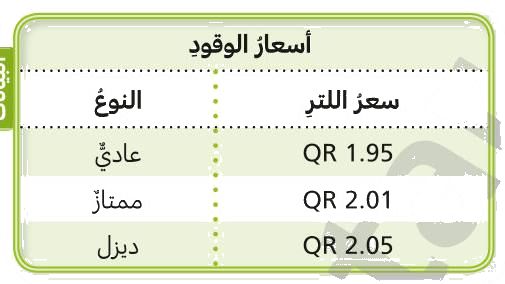 أسعارُ الوقودِ
النوعُ سعرُ اللترِ
عاديٌّ QR 1.95
ممتازٌ QR 2.01
ديزل QR 2.05